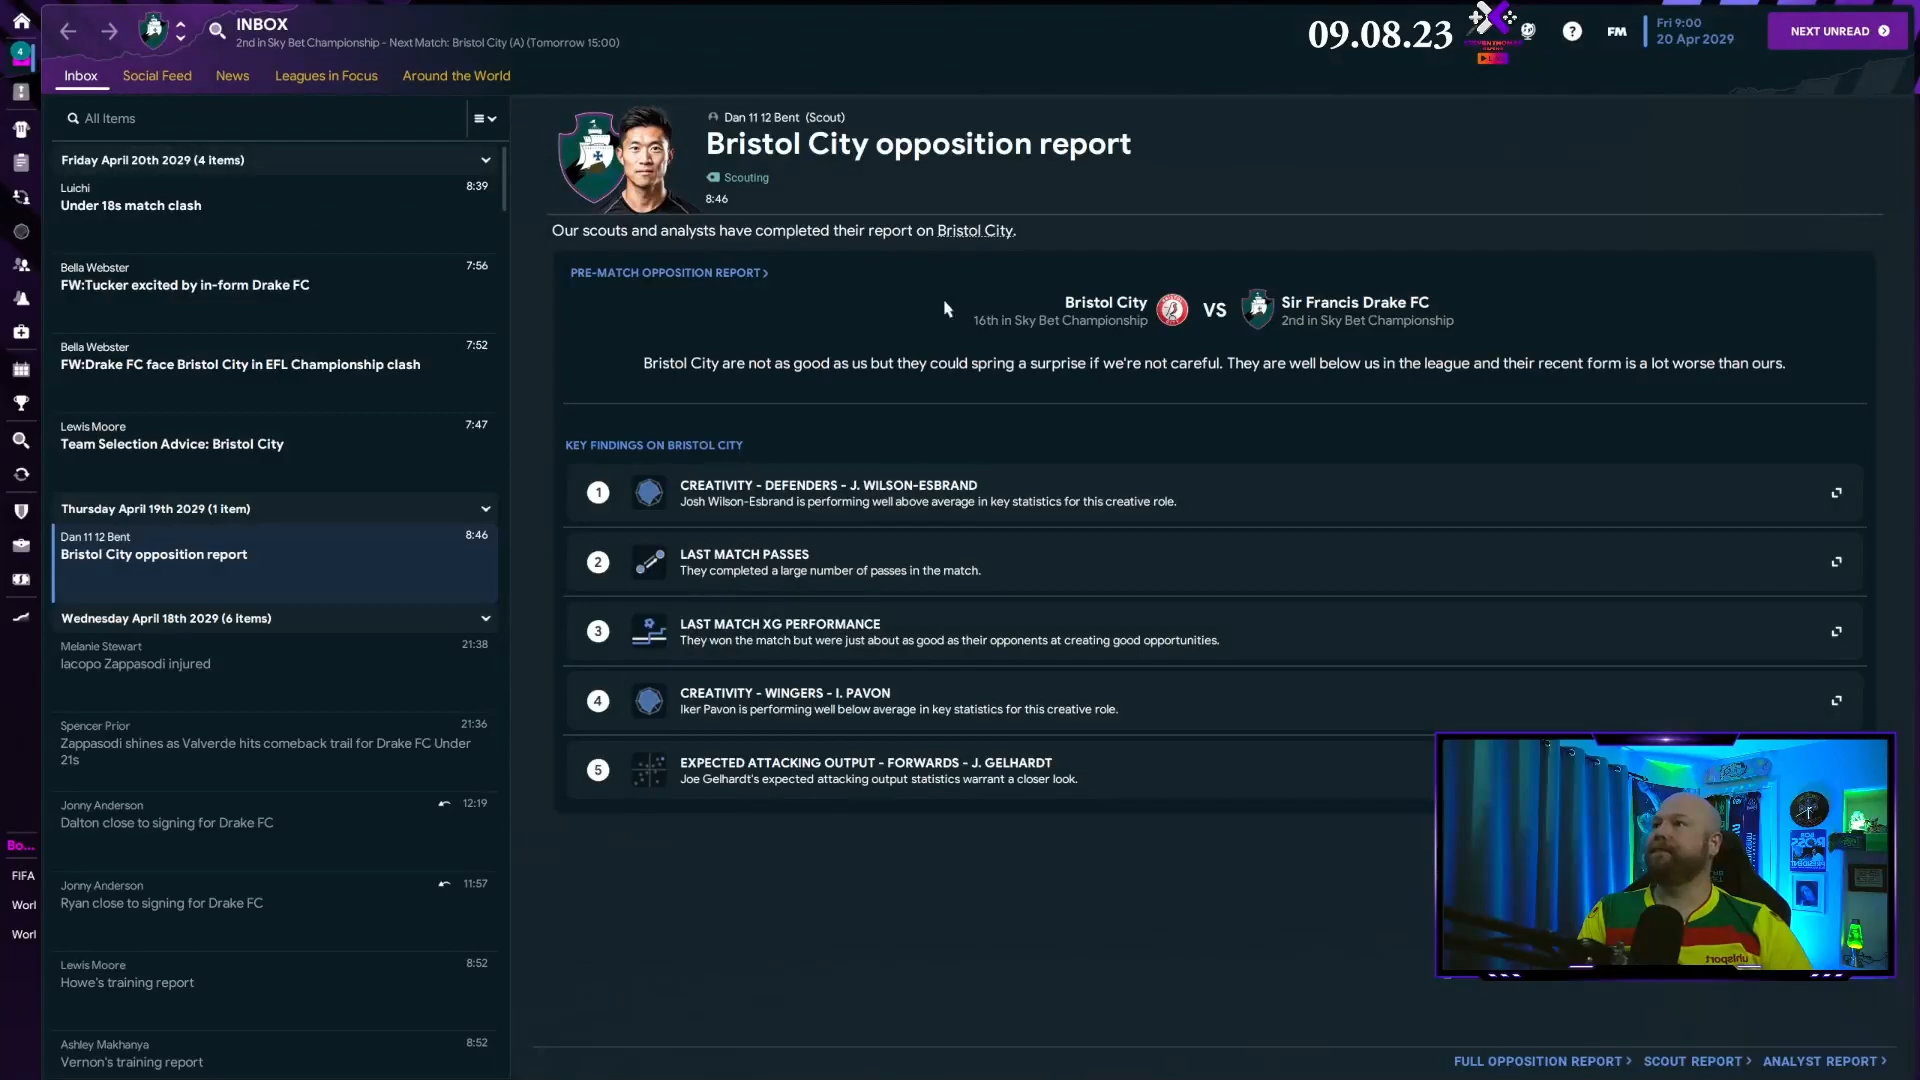 INBOX
2nd in Sky Bet Championship - Next Match: Bristol City (A) (Tomorrow 15:00)
09.08.23
FM
Fri 9:00
20 Apr 2029
NEXT UNREAD
4
Inbox
Social Feed
News
Leagues in Focus
Around the World
All Items
Friday April 20th 2029 (4 items)
Luichi
8:39
Under 18s match clash
Bella Webster
7:56
FW:Tucker excited by in-form Drake FC
Bella Webster
7:52
FW:Drake FC face Bristol City in EFL Championship clash
Lewis Moore
7:47
Team Selection Advice: Bristol City
Thursday April 19th 2029 (1 item)
Dan 11 12 Bent
8:46
Bristol City opposition report
Wednesday April 18th 2029 (6 items)
Melanie Stewart
21:38
Iacopo Zappasodi injured
Spencer Prior
21:36
Zappasodi shines as Valverde hits comeback trail for Drake FC Under
21s
Jonny Anderson
12:19
Dalton close to signing for Drake FC
Jonny Anderson
11:57
Ryan close to signing for Drake FC
Lewis Moore
8:52
Howe's training report
Ashley Makhanya
8:52
Vernon's training report
Bo...
FIFA
Worl
Worl
Dan 11 12 Bent (Scout)
Bristol City opposition report
Scouting
8:46
Our scouts and analysts have completed their report on Bristol City.
PRE-MATCH OPPOSITION REPORT >
Bristol City
16th in Sky Bet Championship
VS
Sir Francis Drake FC
2nd in Sky Bet Championship
Bristol City are not as good as us but they could spring a surprise if we're not careful. They are well below us in the league and their recent form is a lot worse than ours.
KEY FINDINGS ON BRISTOL CITY
1
CREATIVITY - DEFENDERS - J. WILSON-ESBRAND
Josh Wilson-Esbrand is performing well above average in key statistics for this creative role.
2
LAST MATCH PASSES
They completed a large number of passes in the match.
3
LAST MATCH XG PERFORMANCE
They won the match but were just about as good as their opponents at creating good opportunities.
4
CREATIVITY - WINGERS - I. PAVON
Iker Pavon is performing well below average in key statistics for this creative role.
5
EXPECTED ATTACKING OUTPUT - FORWARDS - J. GELHARDT
Joe Gelhardt's expected attacking output statistics warrant a closer look.
uhlsport
FULL OPPOSITION REPORT >
SCOUT REPORT >
ANALYST REPORT >